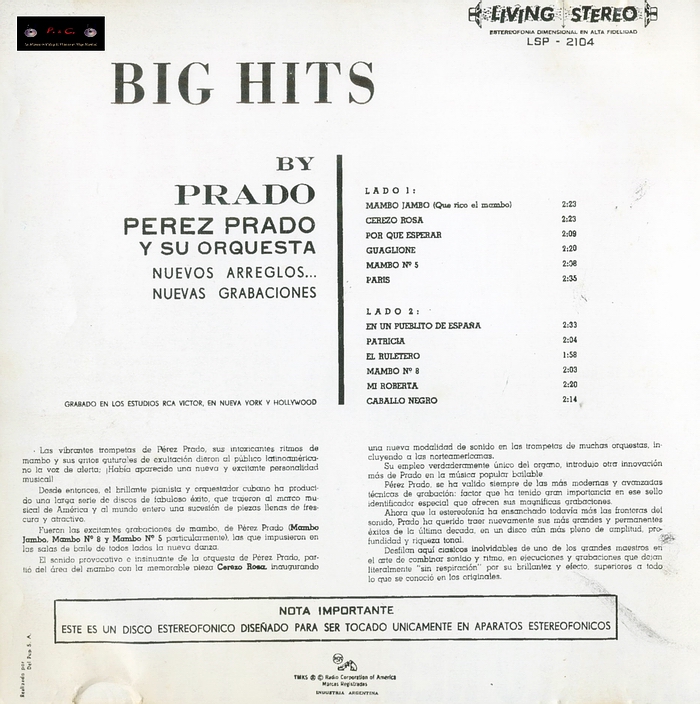 P. & C.
LIVING STEREO
ESTEREOFONIA DIMENSIONAL EN ALTA FIDELIDAD
LSP - 2104
BIG HITS
BY
PRADO
PEREZ PRADO
Y SU ORQUESTA
NUEVOS ARREGLOS...
NUEVAS GRABACIONES
GRABADO EN LOS ESTUDIOS RCA VICTOR, EN NUEVA YORK Y HOLLYWOOD
LADO 1:
MAMBO JAMBO (Que rico el mambo) 2:23
CEREZO ROSA 2:23
POR QUE ESPERAR 2:09
GUAGLIONE 2:20
MAMBO Nº 5 2:08
PARIS 2:35
LADO 2:
EN UN PUEBLITO DE ESPAÑA 2:33
PATRICIA 2:04
EL RULETERO 1:58
MAMBO Nº 8 2:03
MI ROBERTA 2:20
CABALLO NEGRO 2:14
Las vibrantes trompetas de Pérez Prado, sus intoxicantes ritmos de
mambo y sus gritos guturales de exultación dieron al público latinoamerica-
no la voz de alerta; ¡Había aparecido una nueva y excitante personalidad
musical!
Desde entonces, el brillante pianista y orquestador cubano ha produci-
do una larga serie de discos de fabuloso éxito, que trajeron al marco mu-
sical de América y al mundo entero una sucesión de piezas llenas de fres-
cura y atractivo.
Fueron las excitantes grabaciones de mambo, de Pérez Prado (Mambo
Jambo, Mambo Nº 8 y Mambo Nº 5 particularmente), las que impusieron en
las salas de baile de todos lados la nueva danza.
El sonido provocativo e insinuante de la orquesta de Pérez Prado, par-
tió del área del mambo con la memorable pieza Cerezo Rosa, inaugurando
una nueva modalidad de sonido en las trompetas de muchas orquestas, in-
cluyendo a las norteamericanas.
Su empleo verdaderamente único del organo, introdujo otra innovación
más de Prado en la música popular bailable.
Pérez Prado, se ha valido siempre de las más modernas y avanzadas
técnicas de grabación: factor que ha tenido gran importancia en ese sello
identificador especial que ofrecen sus magníficas grabaciones.
Ahora que la estereofonía ha ensanchado todavía más las fronteras del
sonido, Prado ha querido traer nuevamente sus más grandes y permanentes
éxitos de la última década, en un disco aún más pleno de amplitud, pro-
fundidad y riqueza tonal.
Desfilan aquí clásicos inolvidables de uno de los grandes maestros en
el arte de combinar sonido y ritmo, en ejecuciones y grabaciones que dejan
literalmente "sin respiración" por su brillantez y efecto, superiores a todo
lo que se conoció en los originales.
NOTA IMPORTANTE
ESTE ES UN DISCO ESTEREOFONICO DISEÑADO PARA SER TOCADO UNICAMENTE EN APARATOS ESTEREOFONICOS
TMKS ® © Radio Corporation of America
Marcas Registradas
INDUSTRIA ARGENTINA
Realizado por
Del Pup S. A.